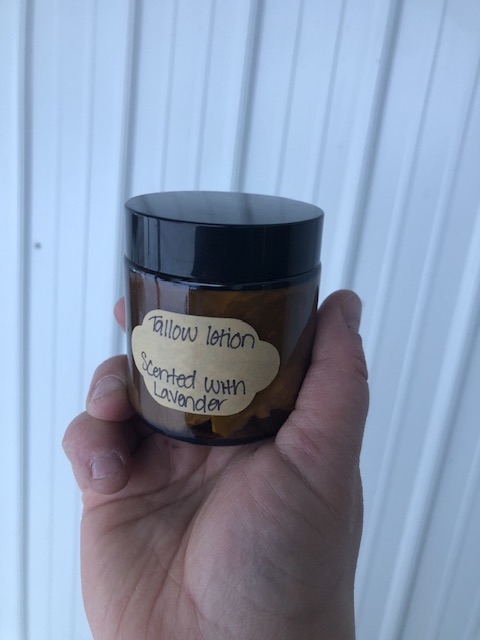 Tallow lotion
Scented with
Lavender